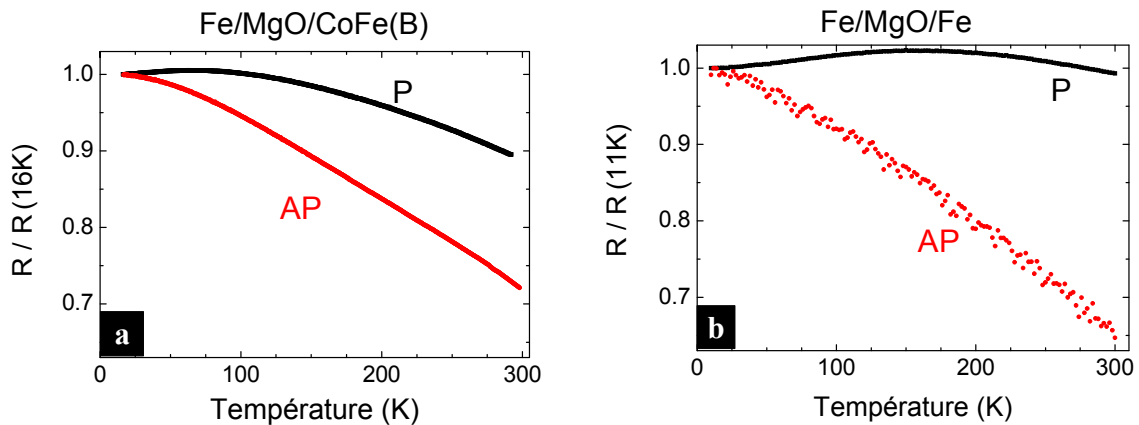 Fe/MgO/CoFe(B)
R / R (16K)
1.0
0.9
0.8
0.7
P
AP
a
0 100 200 300
Température (K)
Fe/MgO/Fe
R / R (11K)
1.0
0.9
0.8
0.7
P
AP
b
0 100 200 300
Température (K)